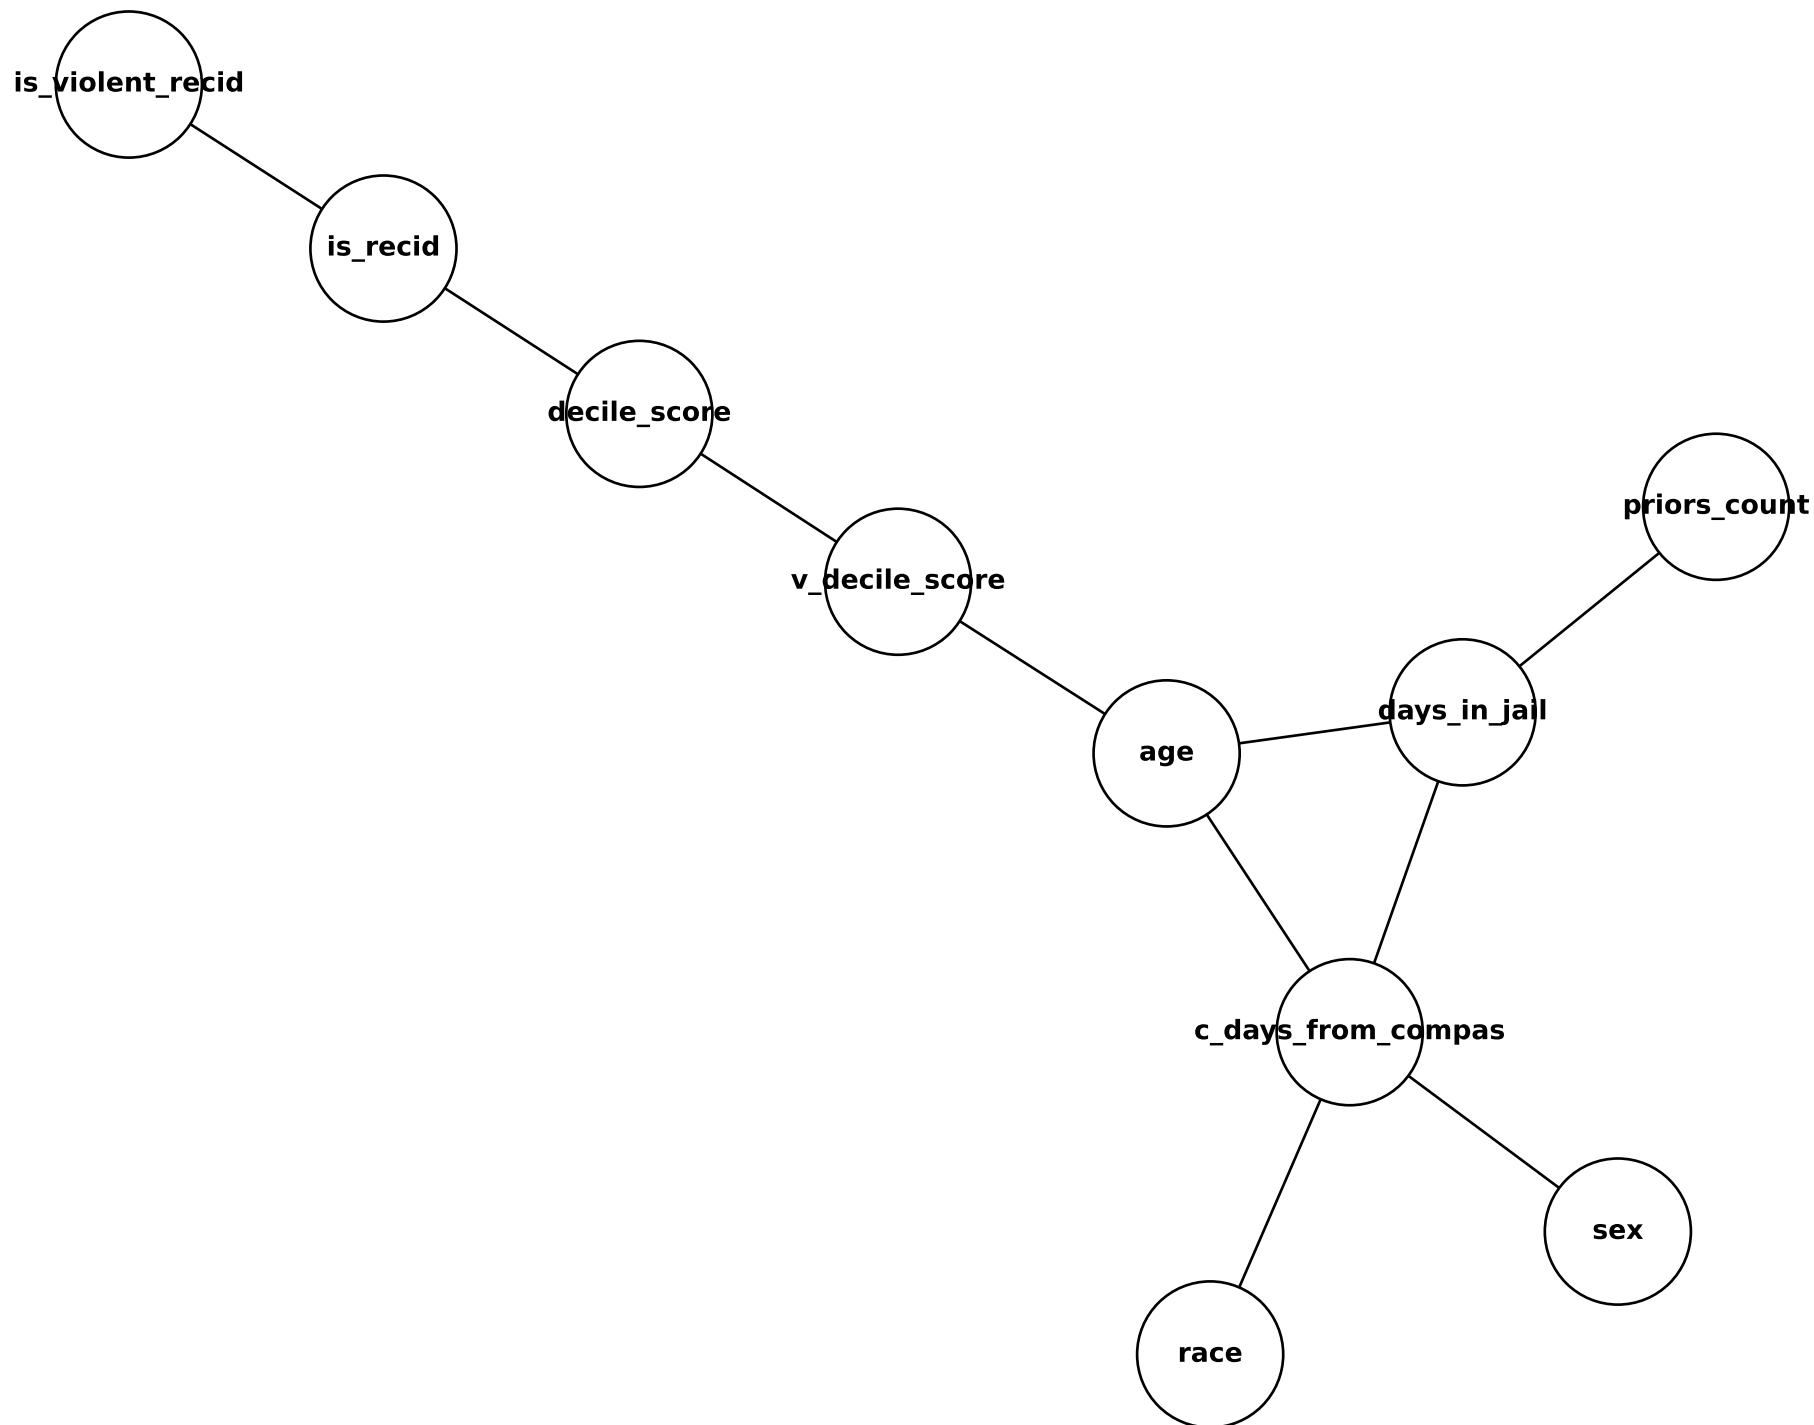 is_violent_recid
is_recid
decile_score
priors_count
v_decile_score
days_in_jail
age
c_days_from_compas
sex
race